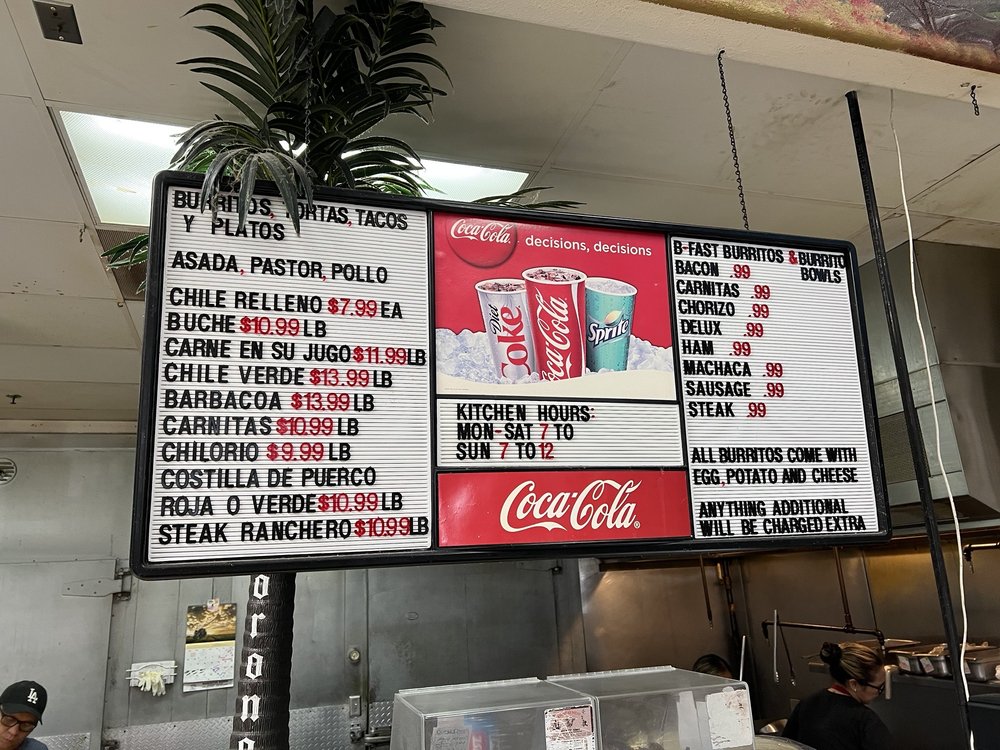 BURRITOS, TORTAS, TACOS
Y PLATOS
ASADA, PASTOR, POLLO
CHILE RELLENO $7.99 EA
BUCHE $10.99 LB
CARNE EN SU JUGO $11.99 LB
CHILE VERDE $13.99 LB
BARBACOA $13.99 LB
CARNITAS $10.99 LB
CHILORIO $9.99 LB
COSTILLA DE PUERCO
ROJA O VERDE $10.99 LB
STEAK RANCHERO $10.99 LB
Coca-Cola decisions, decisions
Diet Coke
Coca-Cola
Sprite
KITCHEN HOURS:
MON-SAT 7 TO
SUN 7 TO 12
Coca-Cola
B-FAST BURRITOS & BURRITO
BOWLS
BACON .99
CARNITAS .99
CHORIZO .99
DELUX .99
HAM .99
MACHACA .99
SAUSAGE .99
STEAK .99
ALL BURRITOS COME WITH
EGG, POTATO AND CHEESE
ANYTHING ADDITIONAL
WILL BE CHARGED EXTRA
orona
LA